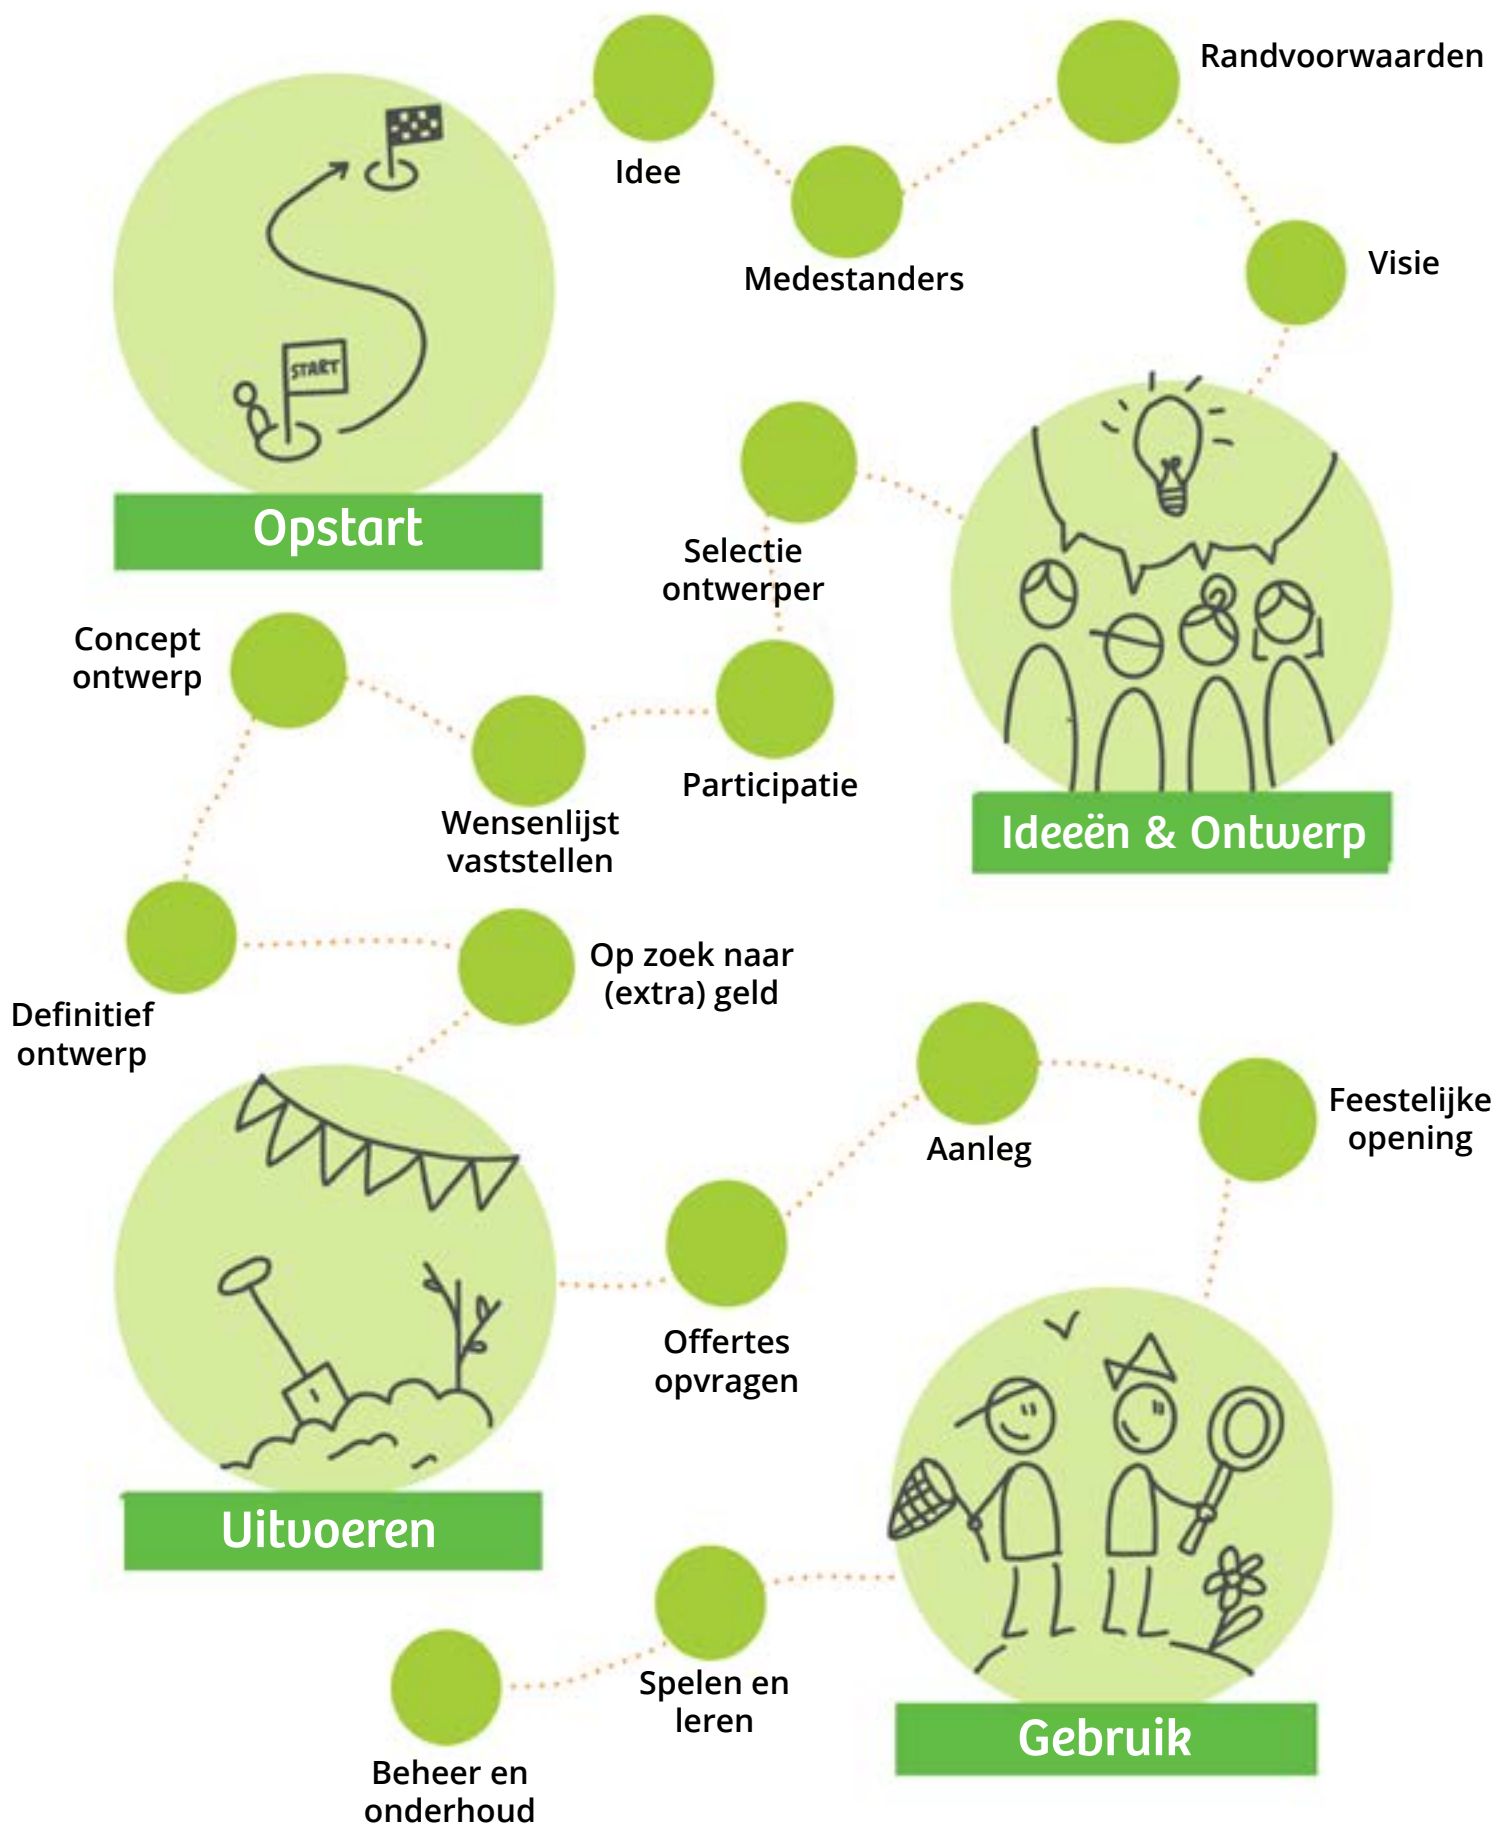 Randvoorwaarden
Idee
Visie
Medestanders
START
Opstart
Selectie
ontwerper
Concept
ontwerp
Participatie
Wensenlijst
vaststellen
Ideeën & Ontwerp
Op zoek naar
(extra) geld
Definitief
ontwerp
Aanleg
Feestelijke
opening
Offertes
opvragen
Uitvoeren
Spelen en
leren
Gebruik
Beheer en
onderhoud